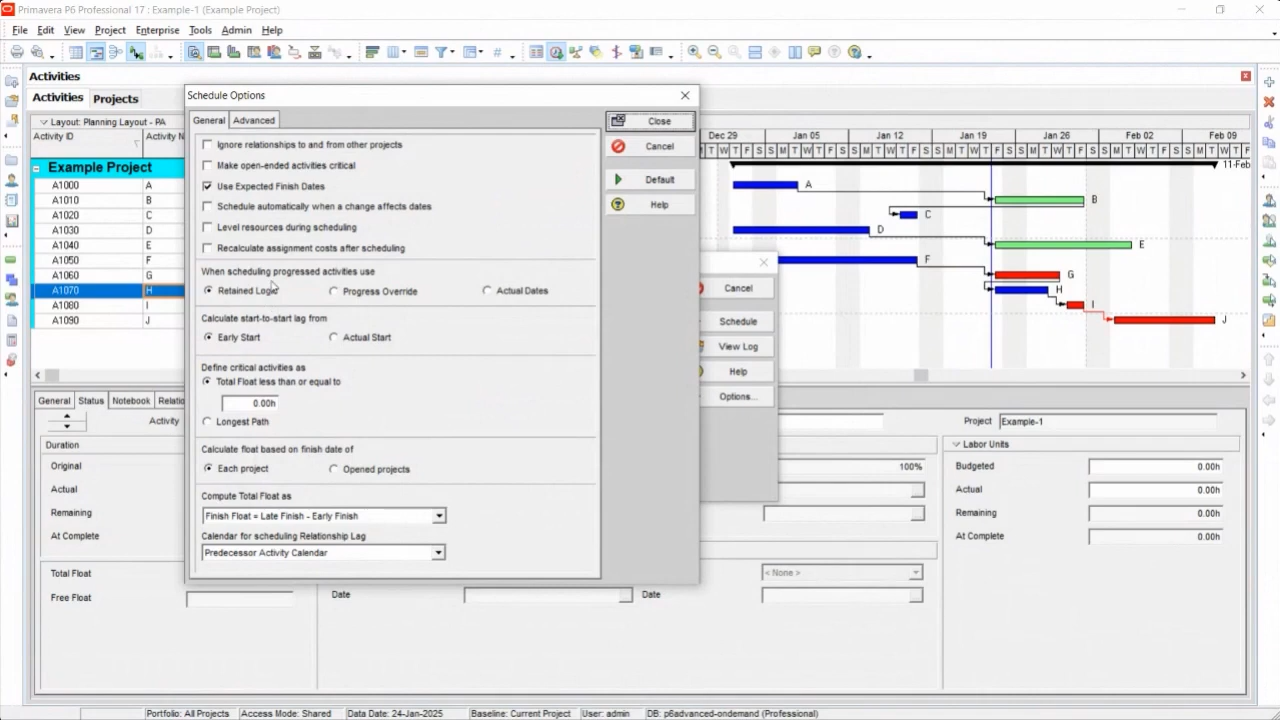 Primavera P6 Professional 17 : Example-1 (Example Project)
File Edit View Project Enterprise Tools Admin Help
Activities
Activities Projects
Layout: Planning Layout - PA
Activity ID Activity N
Dec 29 Jan 05 Jan 12 Jan 19 Jan 26 Feb 02 Feb 09
Example Project
11-Feb
A1000 A
A1010 B
A1020 C
A1030 D
A1040 E
A1050 F
A1060 G
A1070 H
A1080 I
A1090 J
A
B
C
D
E
F
G
H
I
J
Schedule Options
General Advanced
Ignore relationships to and from other projects
Make open-ended activities critical
Use Expected Finish Dates
Schedule automatically when a change affects dates
Level resources during scheduling
Recalculate assignment costs after scheduling
When scheduling progressed activities use
Retained Logic Progress Override Actual Dates
Calculate start-to-start lag from
Early Start Actual Start
Define critical activities as
Total Float less than or equal to
0.00h
Longest Path
Calculate float based on finish date of
Each project Opened projects
Compute Total Float as
Finish Float = Late Finish - Early Finish
Calendar for scheduling Relationship Lag
Predecessor Activity Calendar
Close
Cancel
Default
Help
Cancel
Schedule
View Log
Help
Options...
General Status Notebook Relatio
Activity
Project Example-1
Duration
Original
Actual
Remaining
At Complete
Total Float
Free Float
100%
< None >
Date
Date
Labor Units
Budgeted 0.00h
Actual 0.00h
Remaining 0.00h
At Complete 0.00h
Portfolio: All Projects Access Mode: Shared Data Date: 24-Jan-2025 Baseline: Current Project User: admin DB: p6advanced-ondemand (Professional)